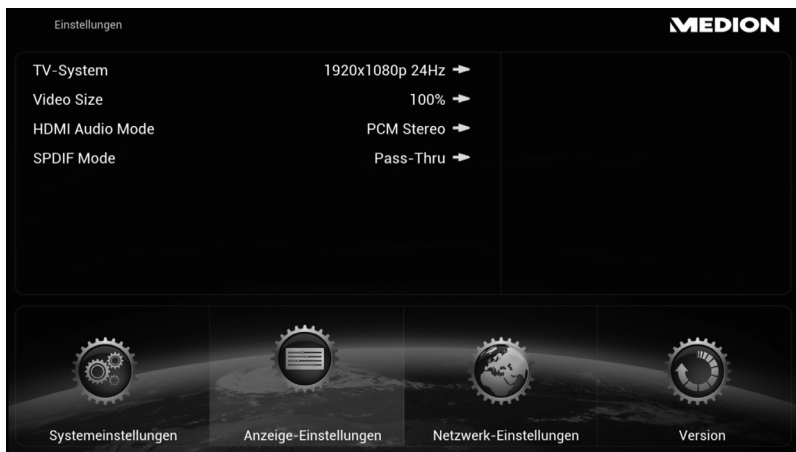 Einstellungen
MEDION
TV-System 1920x1080p 24Hz
Video Size 100%
HDMI Audio Mode PCM Stereo
SPDIF Mode Pass-Thru
Systemeinstellungen Anzeige-Einstellungen Netzwerk-Einstellungen Version